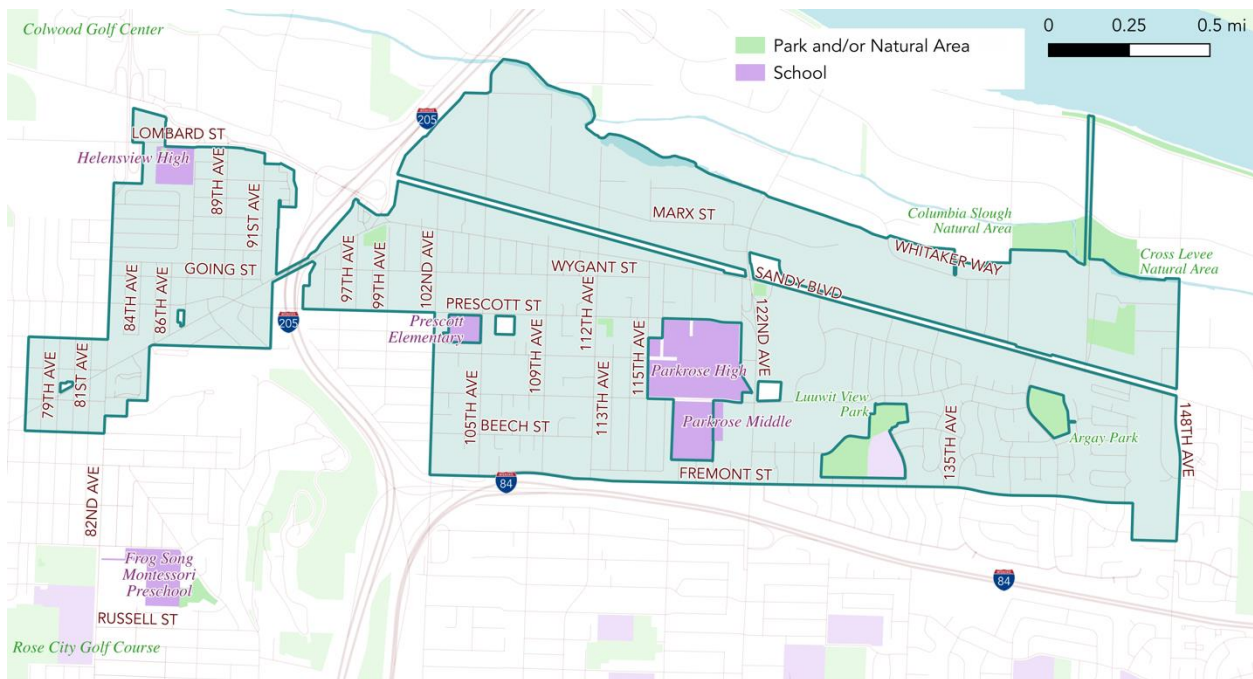 Colwood Golf Center
0 0.25 0.5 mi
Park and/or Natural Area
School
205
LOMBARD ST
Helensview High
89TH AVE
91ST AVE
MARX ST
Columbia Slough
Natural Area
WHITAKER WAY
Cross Levee
Natural Area
GOING ST
84TH AVE
86TH AVE
97TH AVE
99TH AVE
102ND AVE
WYGANT ST
SANDY BLVD
PRESCOTT ST
205
Prescott
Elementary
109TH AVE
112TH AVE
115TH AVE
122ND AVE
79TH AVE
81ST AVE
Parkrose High
105TH AVE
BEECH ST
113TH AVE
Parkrose Middle
Luuwit View
Park
135TH AVE
Argay Park
148TH AVE
FREMONT ST
84
82ND AVE
Frog Song
Montessori
Preschool
84
RUSSELL ST
Rose City Golf Course